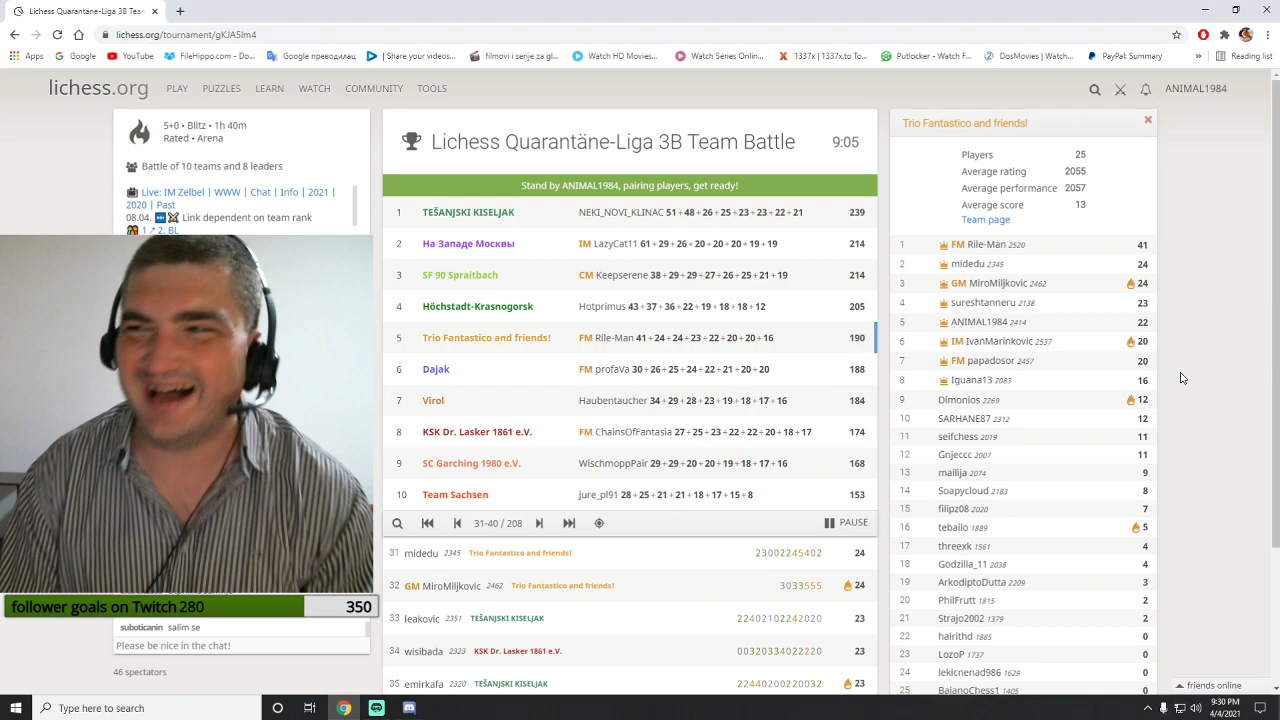 Lichess Quarantäne-Liga 3B Tea
lichess.org/tournament/gKJA5Im4
Apps
Google
FileHippo.com - Do...
Google преводилац
| Share your videos...
filmovi i serije za gl...
Watch HD Movies...
Watch Series Onlin...
1337x1337x.to To...
Putlocker - Putlocke...
DosMovies | Watch...
PayPal: Summary
»
Reading list
lichess.org
PLAY
PUZZLES
LEARN
WATCH
COMMUNITY
TOOLS
ANIMAL1984
5+0 • Blitz • 1h 40m
Rated • Arena
Battle of 10 teams and 8 leaders
Live: IM Zelbel | WWW | Chat | Info | 2021 |
2020 | Past
08.04. Link dependent on team rank
1↗2. BL
Lichess Quarantäne-Liga 3B Team Battle
9:05
Stand by ANIMAL1984, pairing players, get ready!
1 TEŠANJSKI KISELJAK NEKI_NOVI_KLINAC 51+48+26+25+23+23+22+21 239
2 На Западе Москвы IM LazyCat11 61+29+26+20+20+20+19+19 214
3 SF 90 Spraitbach CM Keepserene 38+29+29+27+26+25+21+19 214
4 Höchstadt-Krasnogorsk Hotprimus 43+37+36+22+19+18+18+12 205
5 Trio Fantastico and friends! FM Rile-Man 41+24+24+23+22+20+20+16 190
6 Dajak FM profaVa 30+26+25+24+22+21+20+20 188
7 Virol Haubentaucher 34+29+28+23+19+18+17+16 184
8 KSK Dr. Lasker 1861 e.V. FM ChainsOfFantasia 27+25+23+22+22+20+18+17 174
9 SC Garching 1980 e.V. WischmoppPair 29+29+20+20+19+18+17+16 168
10 Team Sachsen jure_pl91 28+25+21+21+18+17+15+8 153
31-40 / 208
PAUSE
31 midedu 2345 Trio Fantastico and friends! 23002245402 24
32 GM MiroMiljkovic 2462 Trio Fantastico and friends! 3033555 24
33 leakovic 2351 TEŠANJSKI KISELJAK 22402102242020 23
34 wisibada 2323 KSK Dr. Lasker 1861 e.V. 00320334022220 23
35 emirkafa 2320 TEŠANJSKI KISELJAK 22440200220032 23
Trio Fantastico and friends!
Players 25
Average rating 2055
Average performance 2057
Average score 13
Team page
1 FM Rile-Man 2520 41
2 midedu 2345 24
3 GM MiroMiljkovic 2462 24
4 sureshtanneru 2138 23
5 ANIMAL1984 2414 22
6 IM IvanMarinkovic 2537 20
7 FM papadosor 2457 20
8 Iguana13 2083 16
9 Dimonios 2269 12
10 SARHANE87 2312 12
11 seifchess 2019 11
12 Gnjeccc 2007 11
13 mailija 2074 9
14 Soapycloud 2183 8
15 filipz08 2020 7
16 tebailo 1889 5
17 threexk 1561 4
18 Godzilla_11 2038 4
19 ArkodiptoDutta 2209 3
20 PhilFrutt 1815 2
21 Strajo2002 1379 2
22 hairithd 1885 0
23 LozoP 1737 0
24 lekicnenad986 1629 0
25 BajanoChess1 1405 0
follower goals on Twitch 280
350
suboticanin salim se
Please be nice in the chat!
46 spectators
friends online
Type here to search
9:30 PM